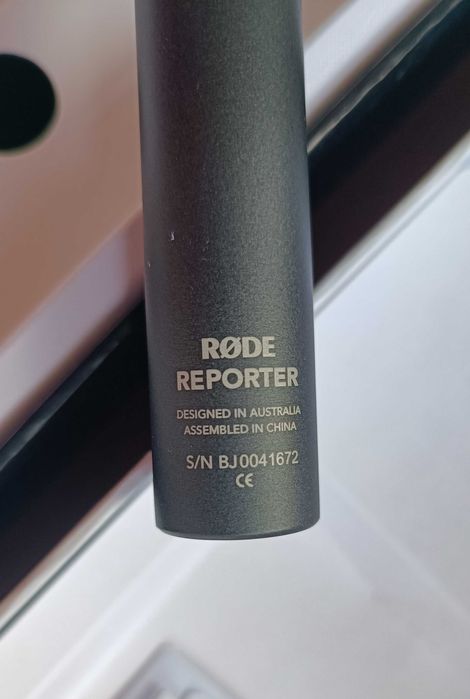 RØDE
REPORTER
DESIGNED IN AUSTRALIA
ASSEMBLED IN CHINA
S/N BJ0041672
CE